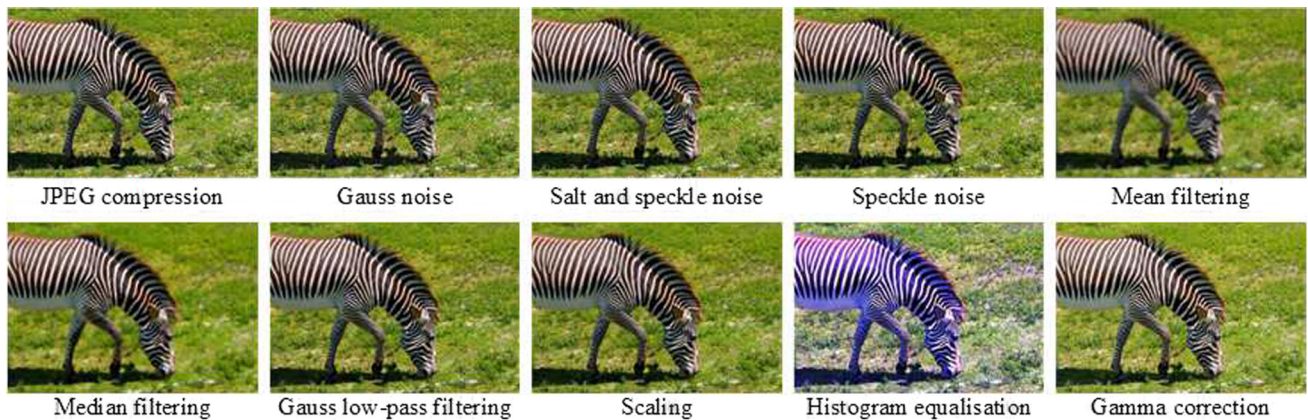 JPEG compression
Gauss noise
Salt and speckle noise
Speckle noise
Mean filtering
Median filtering
Gauss low-pass filtering
Scaling
Histogram equalisation
Gamma correction